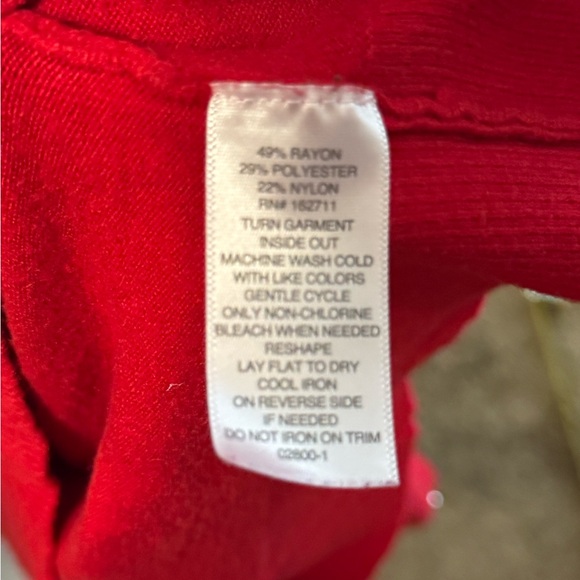 49% RAYON
29% POLYESTER
22% NYLON
RN# 162711
TURN GARMENT
INSIDE OUT
MACHINE WASH COLD
WITH LIKE COLORS
GENTLE CYCLE
ONLY NON-CHLORINE
BLEACH WHEN NEEDED
RESHAPE
LAY FLAT TO DRY
COOL IRON
ON REVERSE SIDE
IF NEEDED
DO NOT IRON ON TRIM
02800-1